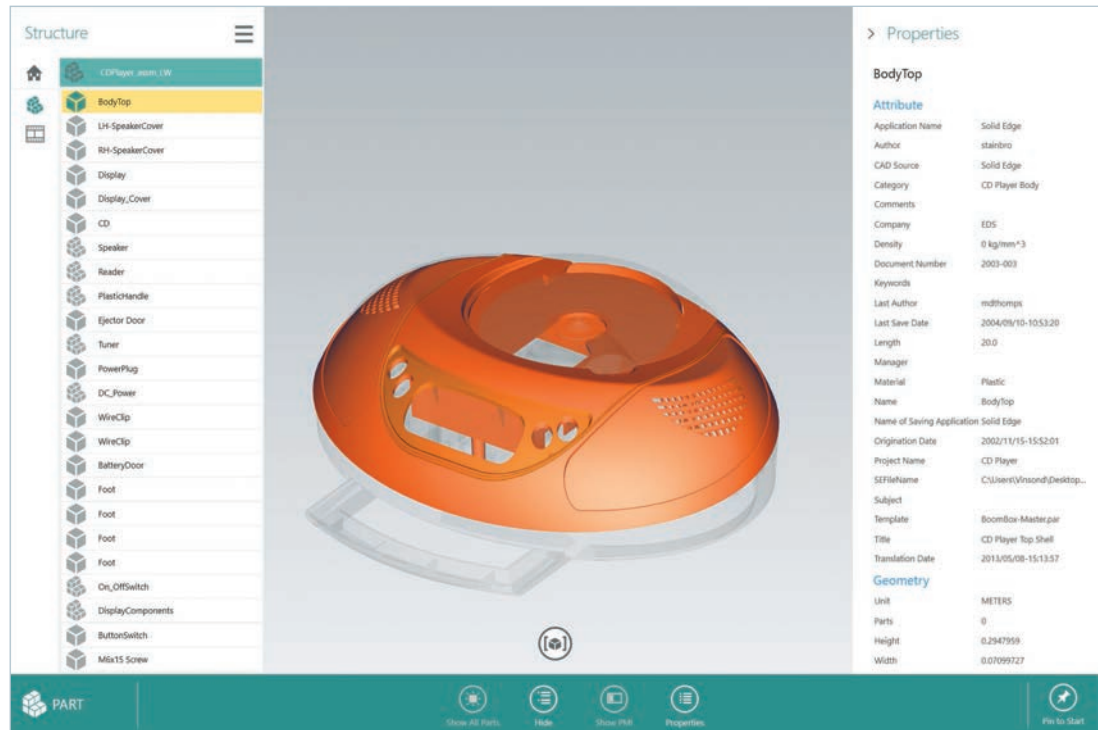 Structure
CDPlayer_asm_LW
BodyTop
LH-SpeakerCover
RH-SpeakerCover
Display
Display_Cover
CD
Speaker
Reader
PlasticHandle
Ejector Door
Tuner
PowerPlug
DC_Power
WireClip
WireClip
BatteryDoor
Foot
Foot
Foot
Foot
On_OffSwitch
DisplayComponents
ButtonSwitch
M6x15 Screw
> Properties
BodyTop
Attribute
Application Name Solid Edge
Author stainbro
CAD Source Solid Edge
Category CD Player Body
Comments
Company EDS
Density 0 kg/mm^3
Document Number 2003-003
Keywords
Last Author mdthomps
Last Save Date 2004/09/10-10:53:20
Length 20.0
Manager
Material Plastic
Name BodyTop
Name of Saving Application Solid Edge
Origination Date 2002/11/15-15:52:01
Project Name CD Player
SEFileName C:\Users\Vinsond\Desktop...
Subject
Template BoomBox-Master.par
Title CD Player Top Shell
Translation Date 2013/05/08-15:13:57
Geometry
Unit METERS
Parts 0
Height 0.2947959
Width 0.07099727
PART
Show All Parts
Hide
Show PMI
Properties
Pin to Start